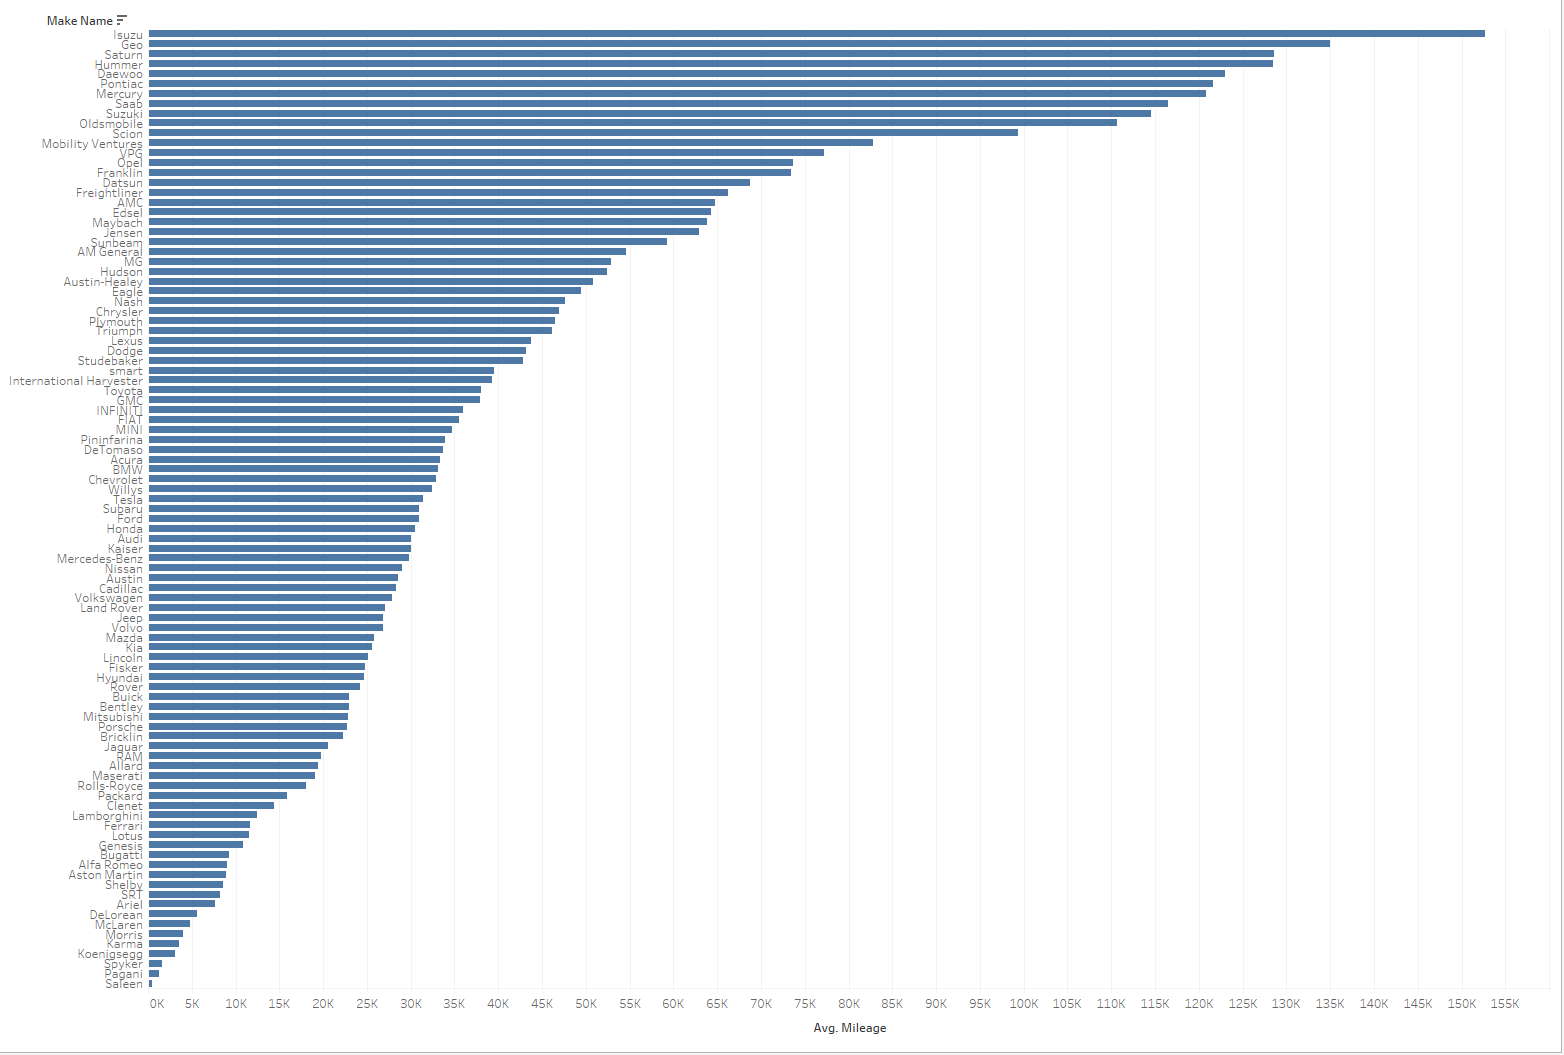 Make Name
Isuzu
Geo
Saturn
Hummer
Daewoo
Pontiac
Mercury
Saab
Suzuki
Oldsmobile
Scion
Mobility Ventures
VPG
Opel
Franklin
Datsun
Freightliner
AMC
Edsel
Maybach
Jensen
Sunbeam
AM General
MG
Hudson
Austin-Healey
Eagle
Nash
Chrysler
Plymouth
Triumph
Lexus
Dodge
Studebaker
smart
International Harvester
Toyota
GMC
INFINITI
FIAT
MINI
Pininfarina
DeTomaso
Acura
BMW
Chevrolet
Willys
Tesla
Subaru
Ford
Honda
Audi
Kaiser
Mercedes-Benz
Nissan
Austin
Cadillac
Volkswagen
Land Rover
Jeep
Volvo
Mazda
Kia
Lincoln
Fisker
Hyundai
Rover
Buick
Bentley
Mitsubishi
Porsche
Bricklin
Jaguar
RAM
Allard
Maserati
Rolls-Royce
Packard
Clenet
Lamborghini
Ferrari
Lotus
Genesis
Bugatti
Alfa Romeo
Aston Martin
Shelby
SRT
Ariel
DeLorean
McLaren
Morris
Karma
Koenigsegg
Spyker
Pagani
Saleen
0K 5K 10K 15K 20K 25K 30K 35K 40K 45K 50K 55K 60K 65K 70K 75K 80K 85K 90K 95K 100K 105K 110K 115K 120K 125K 130K 135K 140K 145K 150K 155K
Avg. Mileage